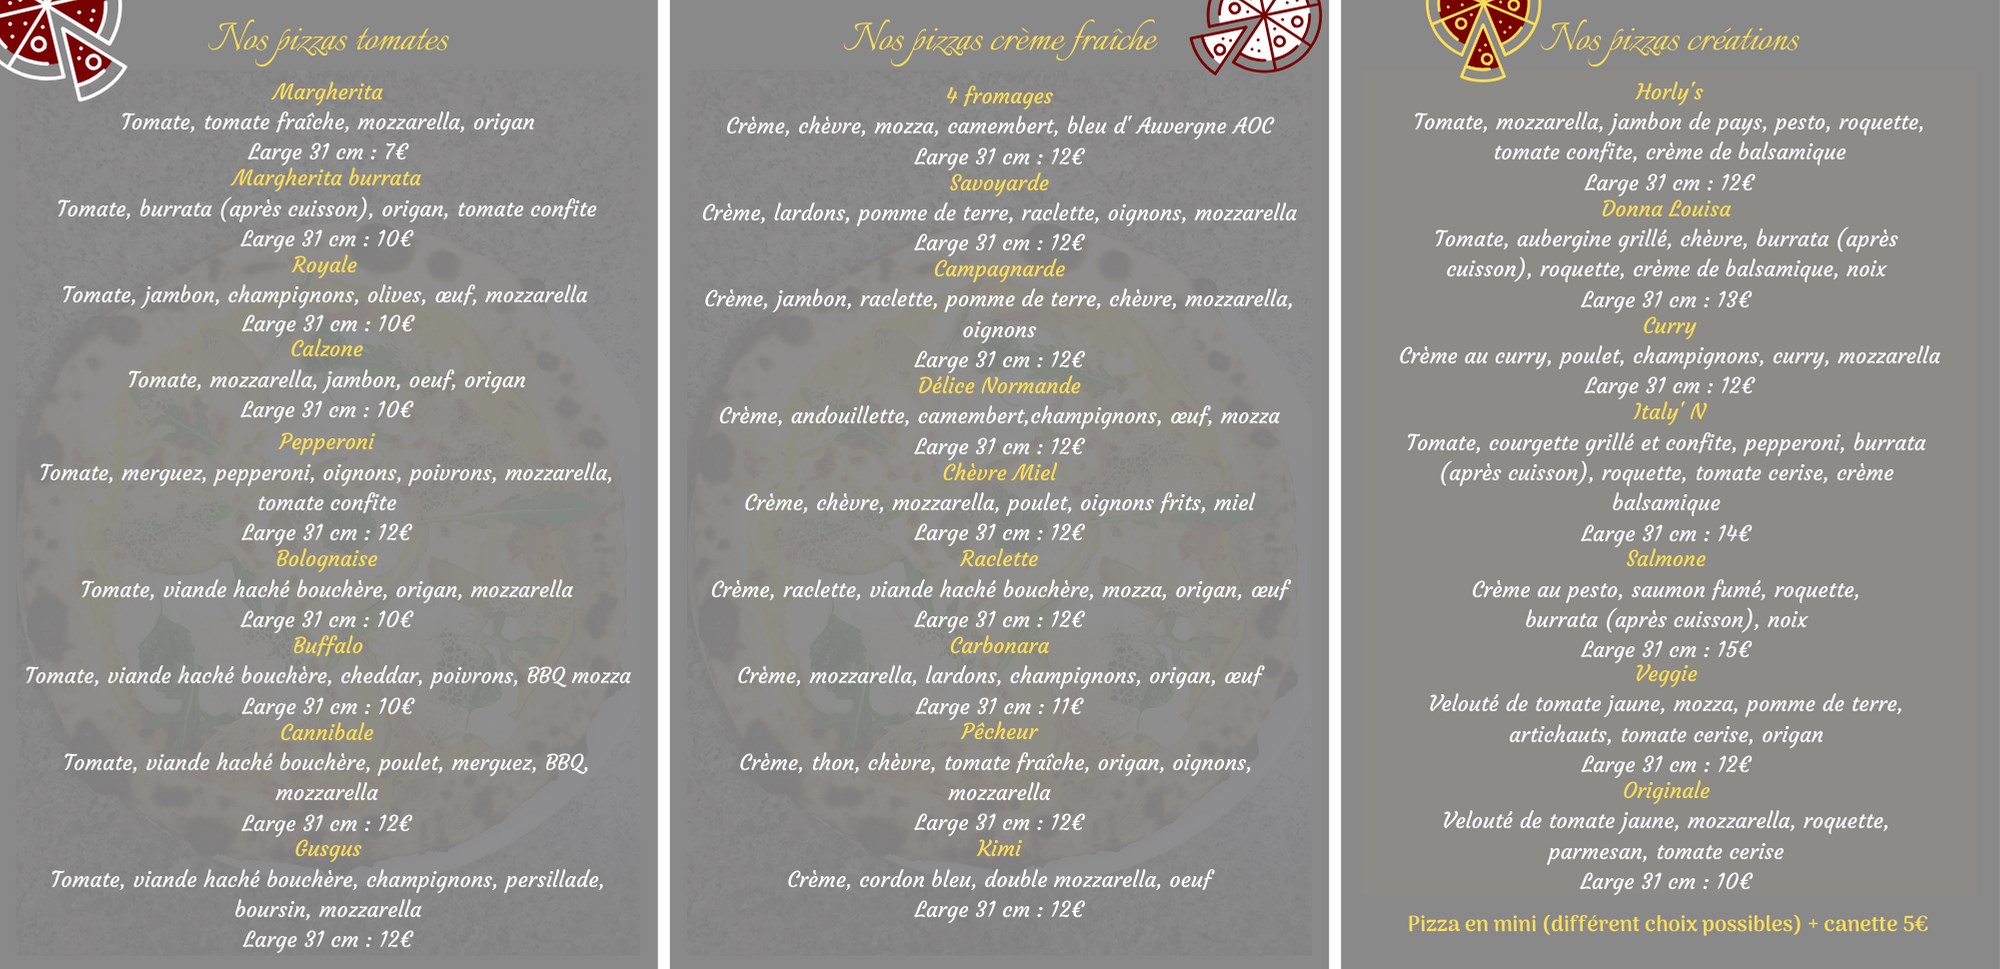 Nos pizzas tomates
Margherita
Tomate, tomate fraîche, mozzarella, origan
Large 31 cm : 7€
Margherita burrata
Tomate, burrata (après cuisson), origan, tomate confite
Large 31 cm : 10€
Royale
Tomate, jambon, champignons, olives, œuf, mozzarella
Large 31 cm : 10€
Calzone
Tomate, mozzarella, jambon, oeuf, origan
Large 31 cm : 10€
Pepperoni
Tomate, merguez, pepperoni, oignons, poivrons, mozzarella,
tomate confite
Large 31 cm : 12€
Bolognaise
Tomate, viande haché bouchère, origan, mozzarella
Large 31 cm : 10€
Buffalo
Tomate, viande haché bouchère, cheddar, poivrons, BBQ mozza
Large 31 cm : 10€
Cannibale
Tomate, viande haché bouchère, poulet, merguez, BBQ,
mozzarella
Large 31 cm : 12€
Gusgus
Tomate, viande haché bouchère, champignons, persillade,
boursin, mozzarella
Large 31 cm : 12€
Nos pizzas crème fraîche
4 fromages
Crème, chèvre, mozza, camembert, bleu d' Auvergne AOC
Large 31 cm : 12€
Savoyarde
Crème, lardons, pomme de terre, raclette, oignons, mozzarella
Large 31 cm : 12€
Campagnarde
Crème, jambon, raclette, pomme de terre, chèvre, mozzarella,
oignons
Large 31 cm : 12€
Délice Normande
Crème, andouillette, camembert,champignons, œuf, mozza
Large 31 cm : 12€
Chèvre Miel
Crème, chèvre, mozzarella, poulet, oignons frits, miel
Large 31 cm : 12€
Raclette
Crème, raclette, viande haché bouchère, mozza, origan, œuf
Large 31 cm : 12€
Carbonara
Crème, mozzarella, lardons, champignons, origan, œuf
Large 31 cm : 11€
Pêcheur
Crème, thon, chèvre, tomate fraîche, origan, oignons,
mozzarella
Large 31 cm : 12€
Kimi
Crème, cordon bleu, double mozzarella, oeuf
Large 31 cm : 12€
Nos pizzas créations
Horly's
Tomate, mozzarella, jambon de pays, pesto, roquette,
tomate confite, crème de balsamique
Large 31 cm : 12€
Donna Louisa
Tomate, aubergine grillé, chèvre, burrata (après
cuisson), roquette, crème de balsamique, noix
Large 31 cm : 13€
Curry
Crème au curry, poulet, champignons, curry, mozzarella
Large 31 cm : 12€
Italy' N
Tomate, courgette grillé et confite, pepperoni, burrata
(après cuisson), roquette, tomate cerise, crème
balsamique
Large 31 cm : 14€
Salmone
Crème au pesto, saumon fumé, roquette,
burrata (après cuisson), noix
Large 31 cm : 15€
Veggie
Velouté de tomate jaune, mozza, pomme de terre,
artichauts, tomate cerise, origan
Large 31 cm : 12€
Originale
Velouté de tomate jaune, mozzarella, roquette,
parmesan, tomate cerise
Large 31 cm : 10€
Pizza en mini (différent choix possibles) + canette 5€